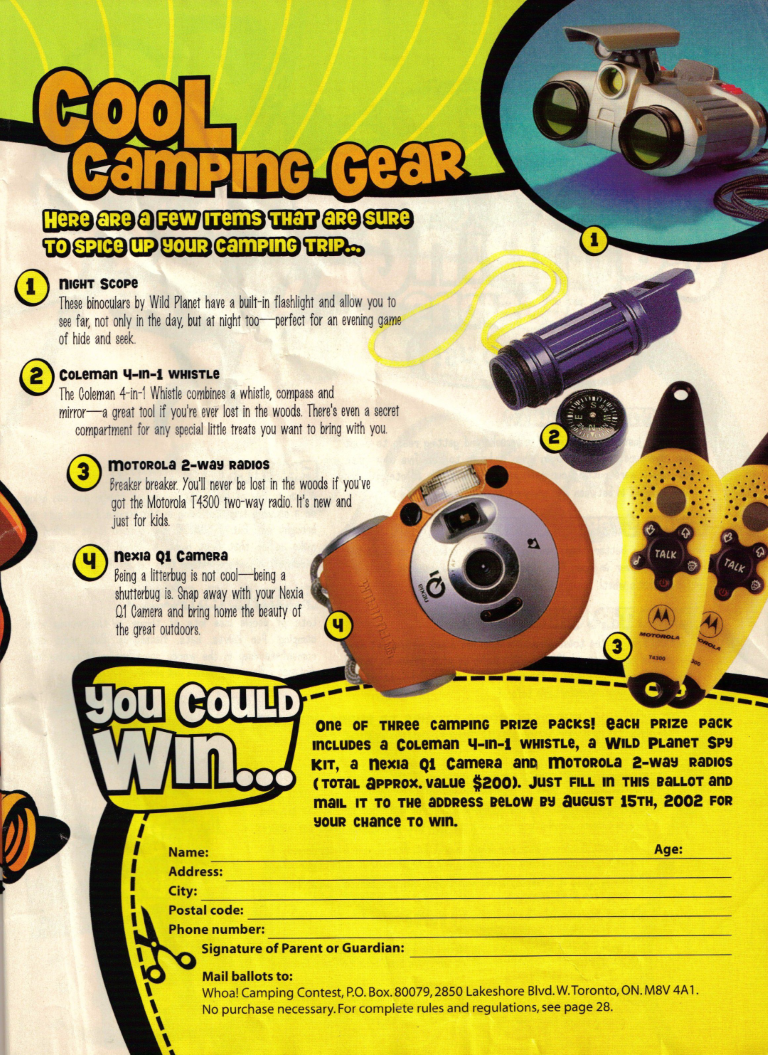 Cool
Camping Gear
Here are a few items that are sure
to spice up your camping trip...
1
1 Night Scope
These binoculars by Wild Planet have a built-in flashlight and allow you to
see far, not only in the day, but at night too—perfect for an evening game
of hide and seek.
2 Coleman 4-in-1 Whistle
The Coleman 4-in-1 Whistle combines a whistle, compass and
mirror—a great tool if you're ever lost in the woods. There's even a secret
compartment for any special little treats you want to bring with you.
2
3 Motorola 2-way Radios
Breaker breaker. You'll never be lost in the woods if you've
got the Motorola T4300 two-way radio. It's new and
just for kids.
4 Nexia Q1 Camera
Being a litterbug is not cool—being a
shutterbug is. Snap away with your Nexia
Q1 Camera and bring home the beauty of
the great outdoors.
nexia Q1
FUJIFILM
4
TALK
MOTOROLA
T4300
TALK
3
You Could
Win...
One of three camping prize packs! Each prize pack
includes a Coleman 4-in-1 whistle, a Wild Planet Spy
Kit, a Nexia Q1 Camera and Motorola 2-way radios
(total approx. value $200). Just fill in this ballot and
mail it to the address below by August 15th, 2002 for
your chance to win.
Name: Age:
Address:
City:
Postal code:
Phone number:
Signature of Parent or Guardian:
Mail ballots to:
Whoa! Camping Contest, P.O. Box. 80079, 2850 Lakeshore Blvd. W. Toronto, ON. M8V 4A1.
No purchase necessary. For complete rules and regulations, see page 28.